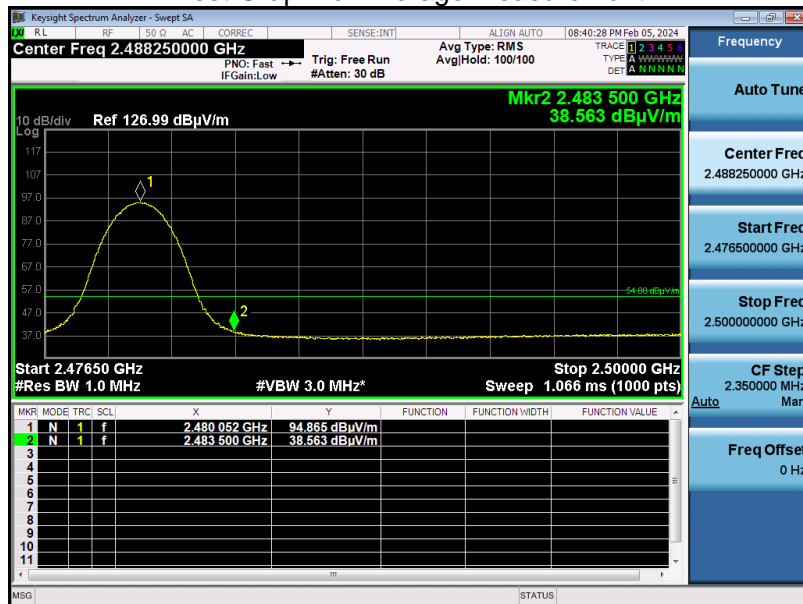 Keysight Spectrum Analyzer - Swept SA
LXI RL RF 50 Ω AC CORREC SENSE:INT ALIGN AUTO 08:40:28 PM Feb 05, 2024
Center Freq 2.488250000 GHz
PNO: Fast
IFGain:Low
Trig: Free Run
#Atten: 30 dB
Avg Type: RMS
Avg|Hold: 100/100
TRACE 1 2 3 4 5 6
TYPE A WWWWW
DET A N N N N N
Mkr2 2.483 500 GHz
38.563 dBµV/m
10 dB/div Ref 126.99 dBµV/m
Log
117
107
97.0
87.0
77.0
67.0
57.0
47.0
37.0
1
2
54.00 dBµV/m
Start 2.47650 GHz
Stop 2.50000 GHz
#Res BW 1.0 MHz
#VBW 3.0 MHz*
Sweep 1.066 ms (1000 pts)
MKR MODE TRC SCL X Y FUNCTION FUNCTION WIDTH FUNCTION VALUE
1 N 1 f 2.480 052 GHz 94.865 dBµV/m
2 N 1 f 2.483 500 GHz 38.563 dBµV/m
3
4
5
6
7
8
9
10
11
MSG STATUS
Frequency
Auto Tune
Center Freq
2.488250000 GHz
Start Freq
2.476500000 GHz
Stop Freq
2.500000000 GHz
CF Step
2.350000 MHz
Auto Man
Freq Offset
0 Hz